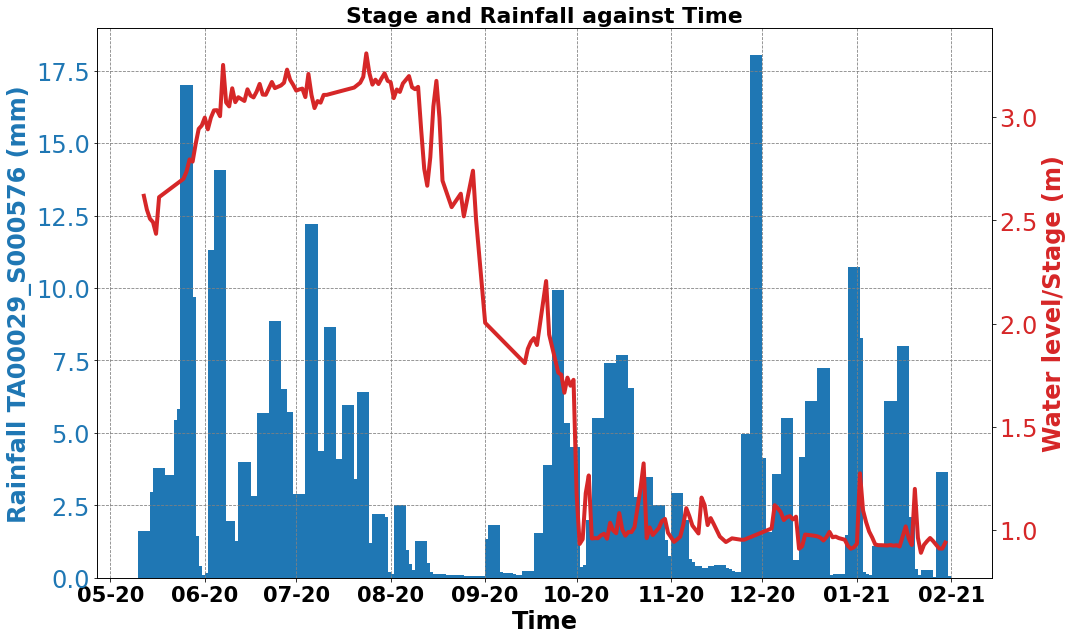 Stage and Rainfall against Time
Rainfall TA00029_S000576 (mm)
17.5
15.0
12.5
10.0
7.5
5.0
2.5
0.0
Water level/Stage (m)
3.0
2.5
2.0
1.5
1.0
05-20 06-20 07-20 08-20 09-20 10-20 11-20 12-20 01-21 02-21
Time